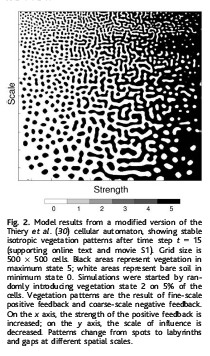 Scale
Strength
0 1 2 3 4 5
Fig. 2. Model results from a modified version of the
Thiery et al. (30) cellular automaton, showing stable
isotropic vegetation patterns after time step t = 15
(supporting online text and movie S1). Grid size is
500 × 500 cells. Black areas represent vegetation in
maximum state 5; white areas represent bare soil in
minimum state 0. Simulations were started by ran-
domly introducing vegetation state 2 on 5% of the
cells. Vegetation patterns are the result of fine-scale
positive feedback and coarse-scale negative feedback.
On the x axis, the strength of the positive feedback is
increased; on the y axis, the scale of influence is
decreased. Patterns change from spots to labyrinths
and gaps at different spatial scales.